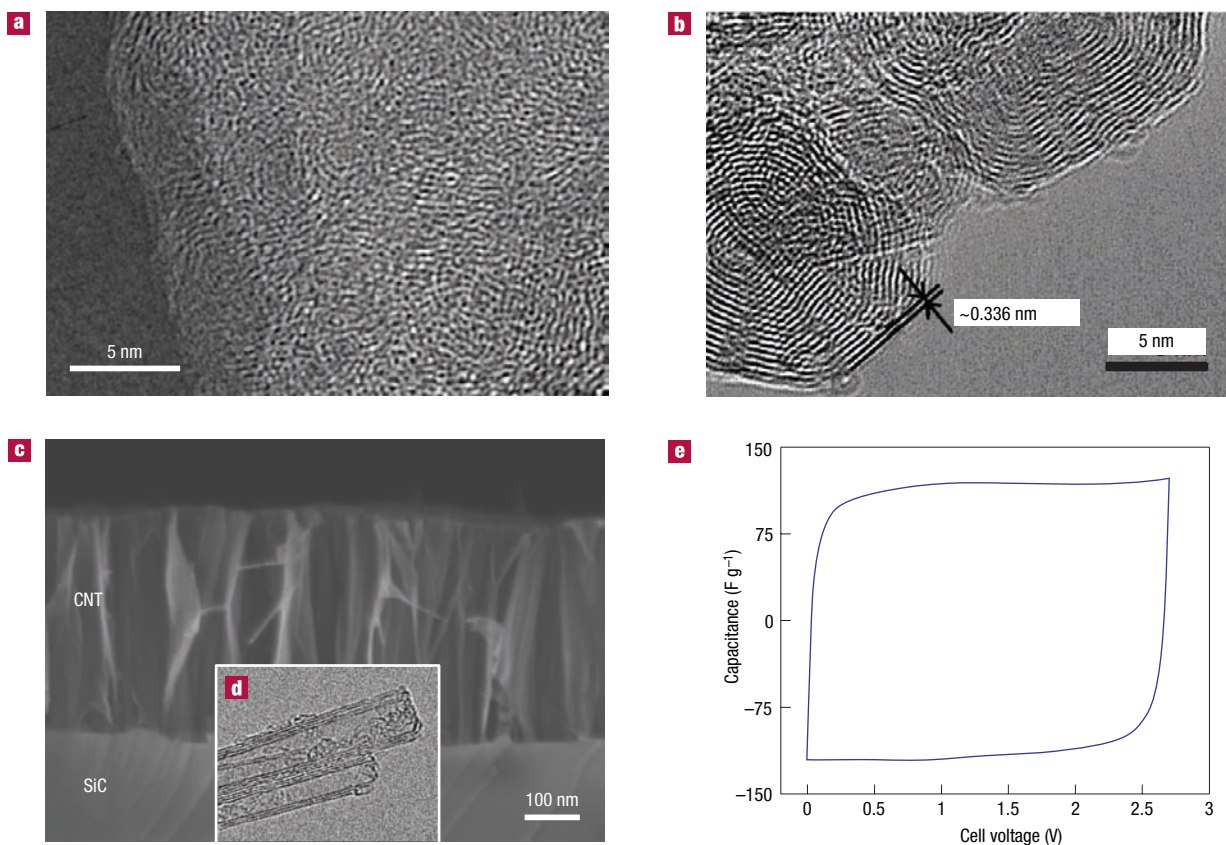 a
5 nm
b
~0.336 nm
5 nm
c
CNT
d
SiC
100 nm
e
150
75
0
−75
−150
Capacitance (F g⁻¹)
0 0.5 1 1.5 2 2.5 3
Cell voltage (V)